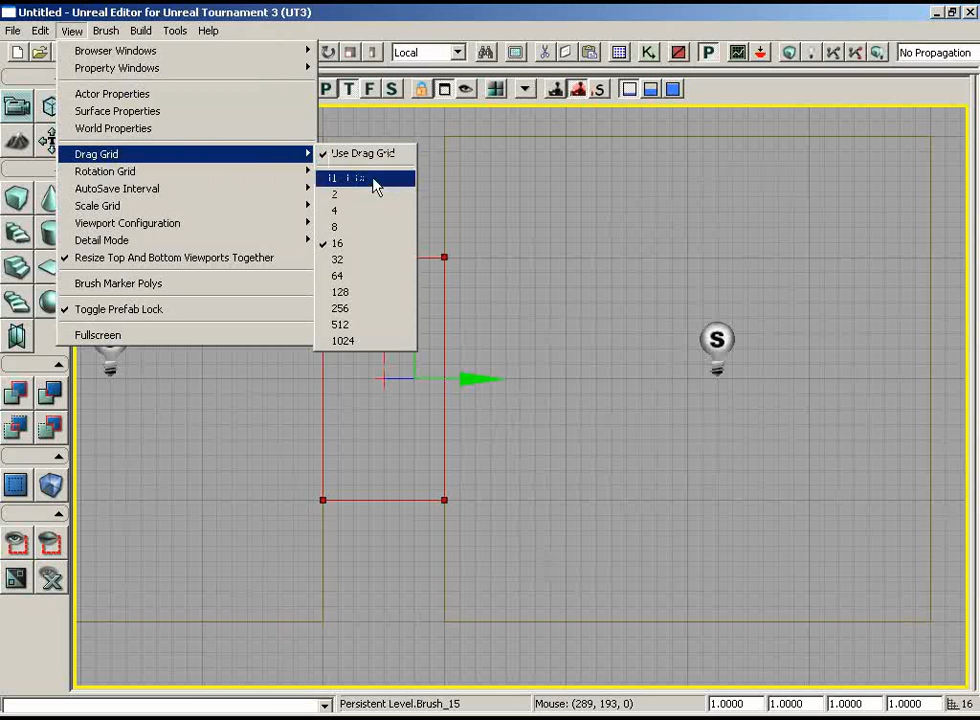 Untitled - Unreal Editor for Unreal Tournament 3 (UT3)
File Edit View Brush Build Tools Help
Browser Windows
Property Windows
Local
No Propagation
Actor Properties
Surface Properties
World Properties
P T F S
S
Drag Grid
Rotation Grid
AutoSave Interval
Scale Grid
Viewport Configuration
Detail Mode
Resize Top And Bottom Viewports Together
Brush Marker Polys
Toggle Prefab Lock
Fullscreen
Use Drag Grid
2
4
8
16
32
64
128
256
512
1024
S
Persistent Level.Brush_15
Mouse: (289, 193, 0)
1.0000 1.0000 1.0000 1.0000
16